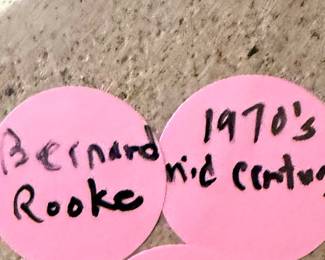 Bernard
Rooke
1970's
mid century